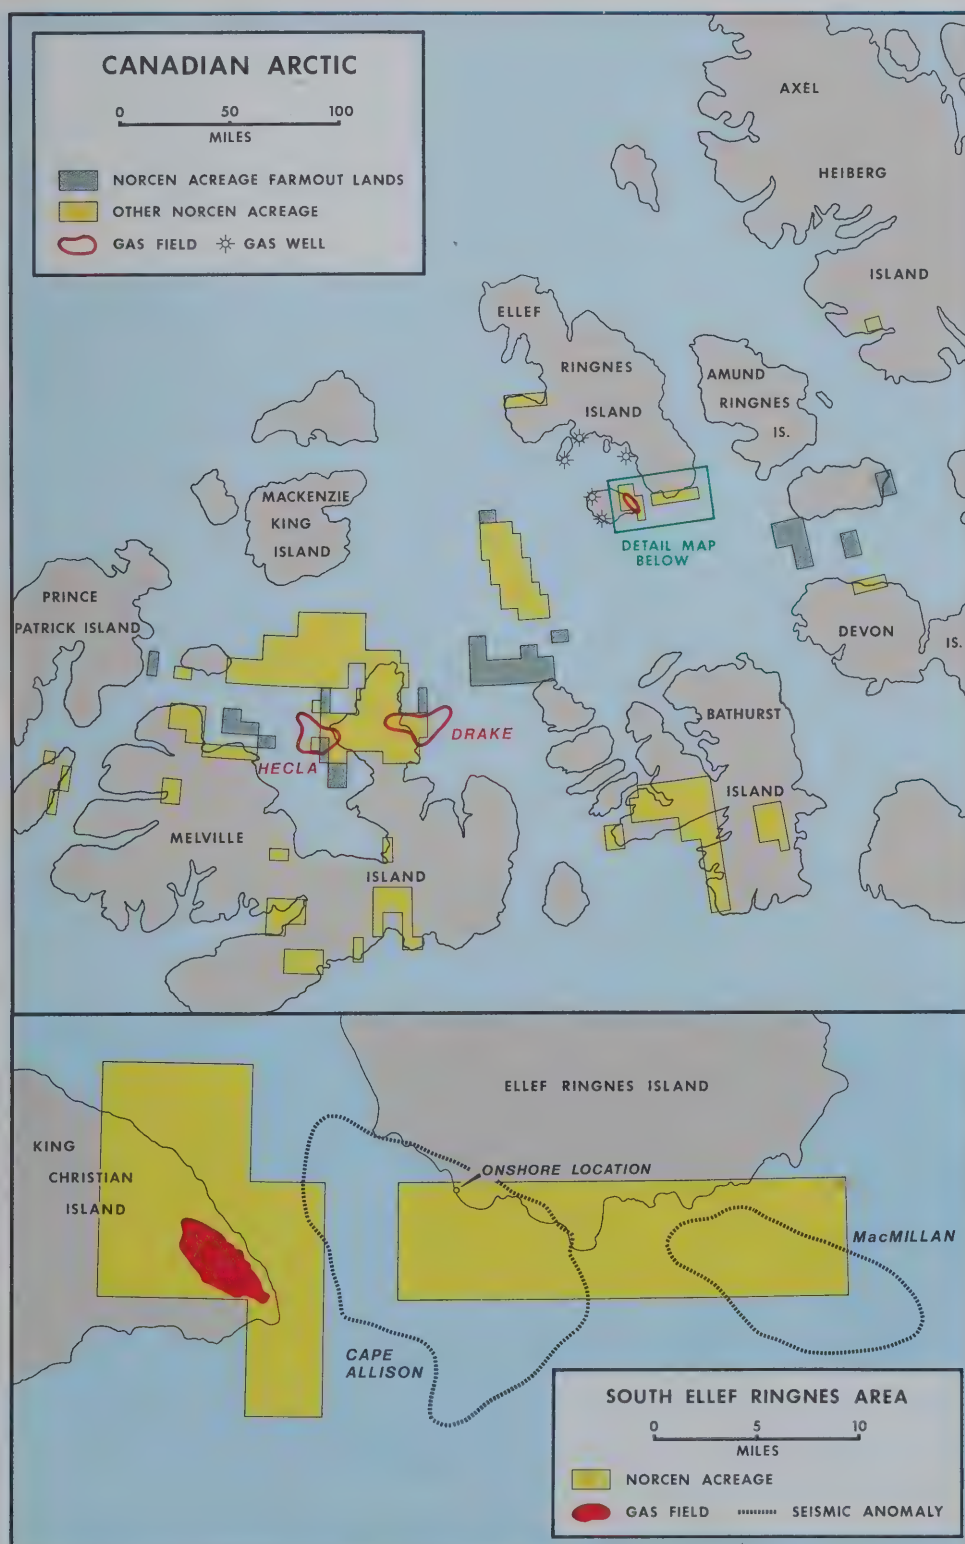 CANADIAN ARCTIC
0 50 100
MILES
NORCEN ACREAGE FARMOUT LANDS
OTHER NORCEN ACREAGE
GAS FIELD GAS WELL
AXEL
HEIBERG
ISLAND
ELLEF
RINGNES
ISLAND
AMUND
RINGNES
IS.
MACKENZIE
KING
ISLAND
DETAIL MAP
BELOW
PRINCE
PATRICK ISLAND
DEVON
IS.
BATHURST
ISLAND
DRAKE
HECLA
MELVILLE
ISLAND
ELLEF RINGNES ISLAND
KING
CHRISTIAN
ISLAND
ONSHORE LOCATION
MacMILLAN
CAPE
ALLISON
SOUTH ELLEF RINGNES AREA
0 5 10
MILES
NORCEN ACREAGE
GAS FIELD SEISMIC ANOMALY